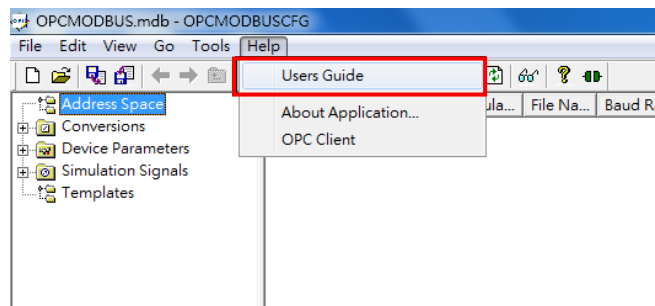 OPCMODBUS.mdb - OPCMODBUSCFG
File Edit View Go Tools Help
Users Guide
About Application...
OPC Client
Address Space
Conversions
Device Parameters
Simulation Signals
Templates
ula... File Na... Baud R